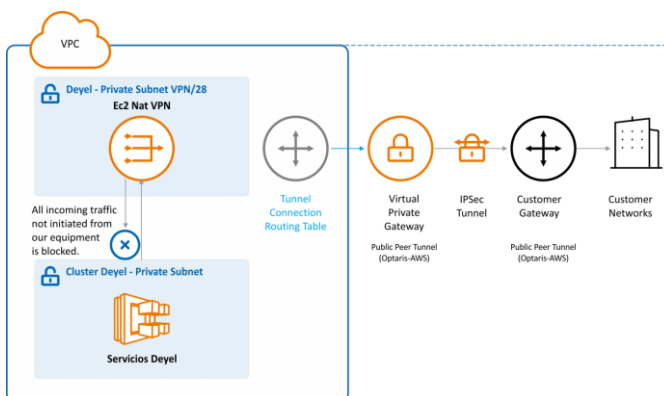 VPC
Deyel - Private Subnet VPN/28
Ec2 Nat VPN
All incoming traffic
not initiated from
our equipment
is blocked.
Cluster Deyel - Private Subnet
Servicios Deyel
Tunnel
Connection
Routing Table
Virtual
Private
Gateway
Public Peer Tunnel
(Optaris-AWS)
IPSec
Tunnel
Customer
Gateway
Public Peer Tunnel
(Optaris-AWS)
Customer
Networks